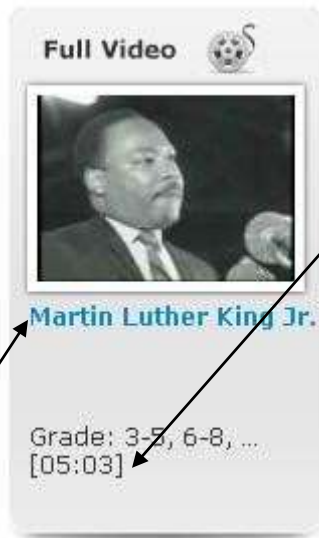 Full Video
Martin Luther King Jr.
Grade: 3-5, 6-8, ...
[05:03]